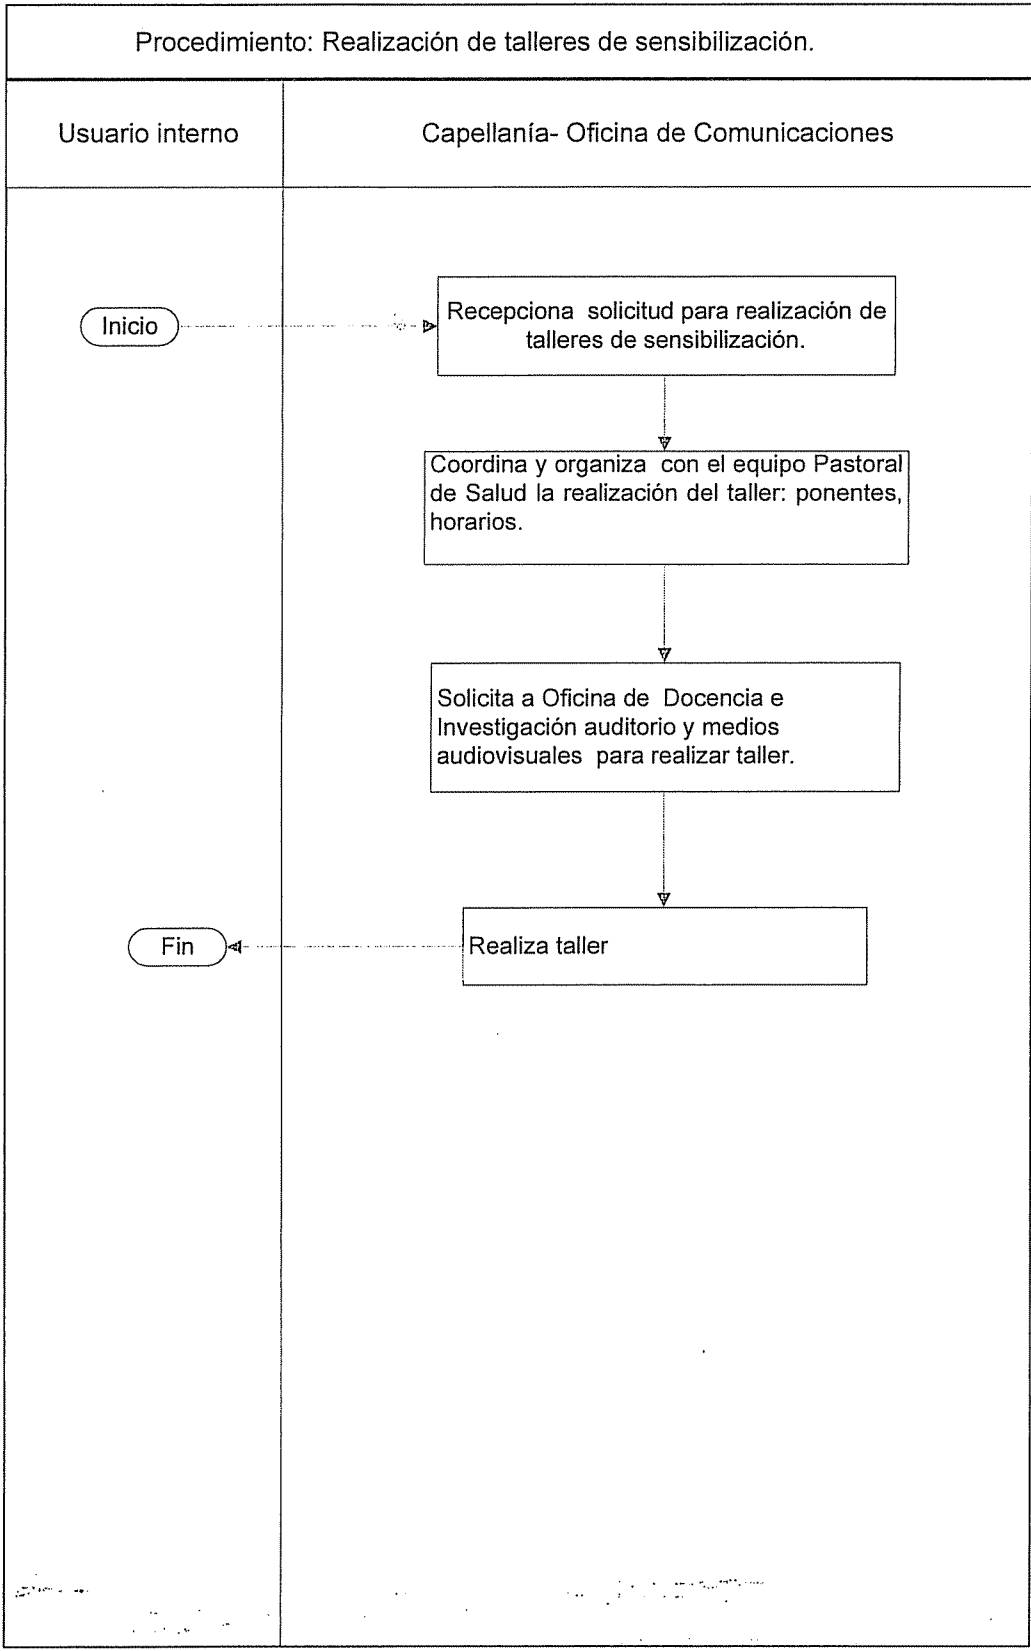 Procedimiento: Realización de talleres de sensibilización.
Usuario interno
Capellanía- Oficina de Comunicaciones
Inicio
Recepciona solicitud para realización de
talleres de sensibilización.
Coordina y organiza con el equipo Pastoral
de Salud la realización del taller: ponentes,
horarios.
Solicita a Oficina de Docencia e
Investigación auditorio y medios
audiovisuales para realizar taller.
Fin
Realiza taller